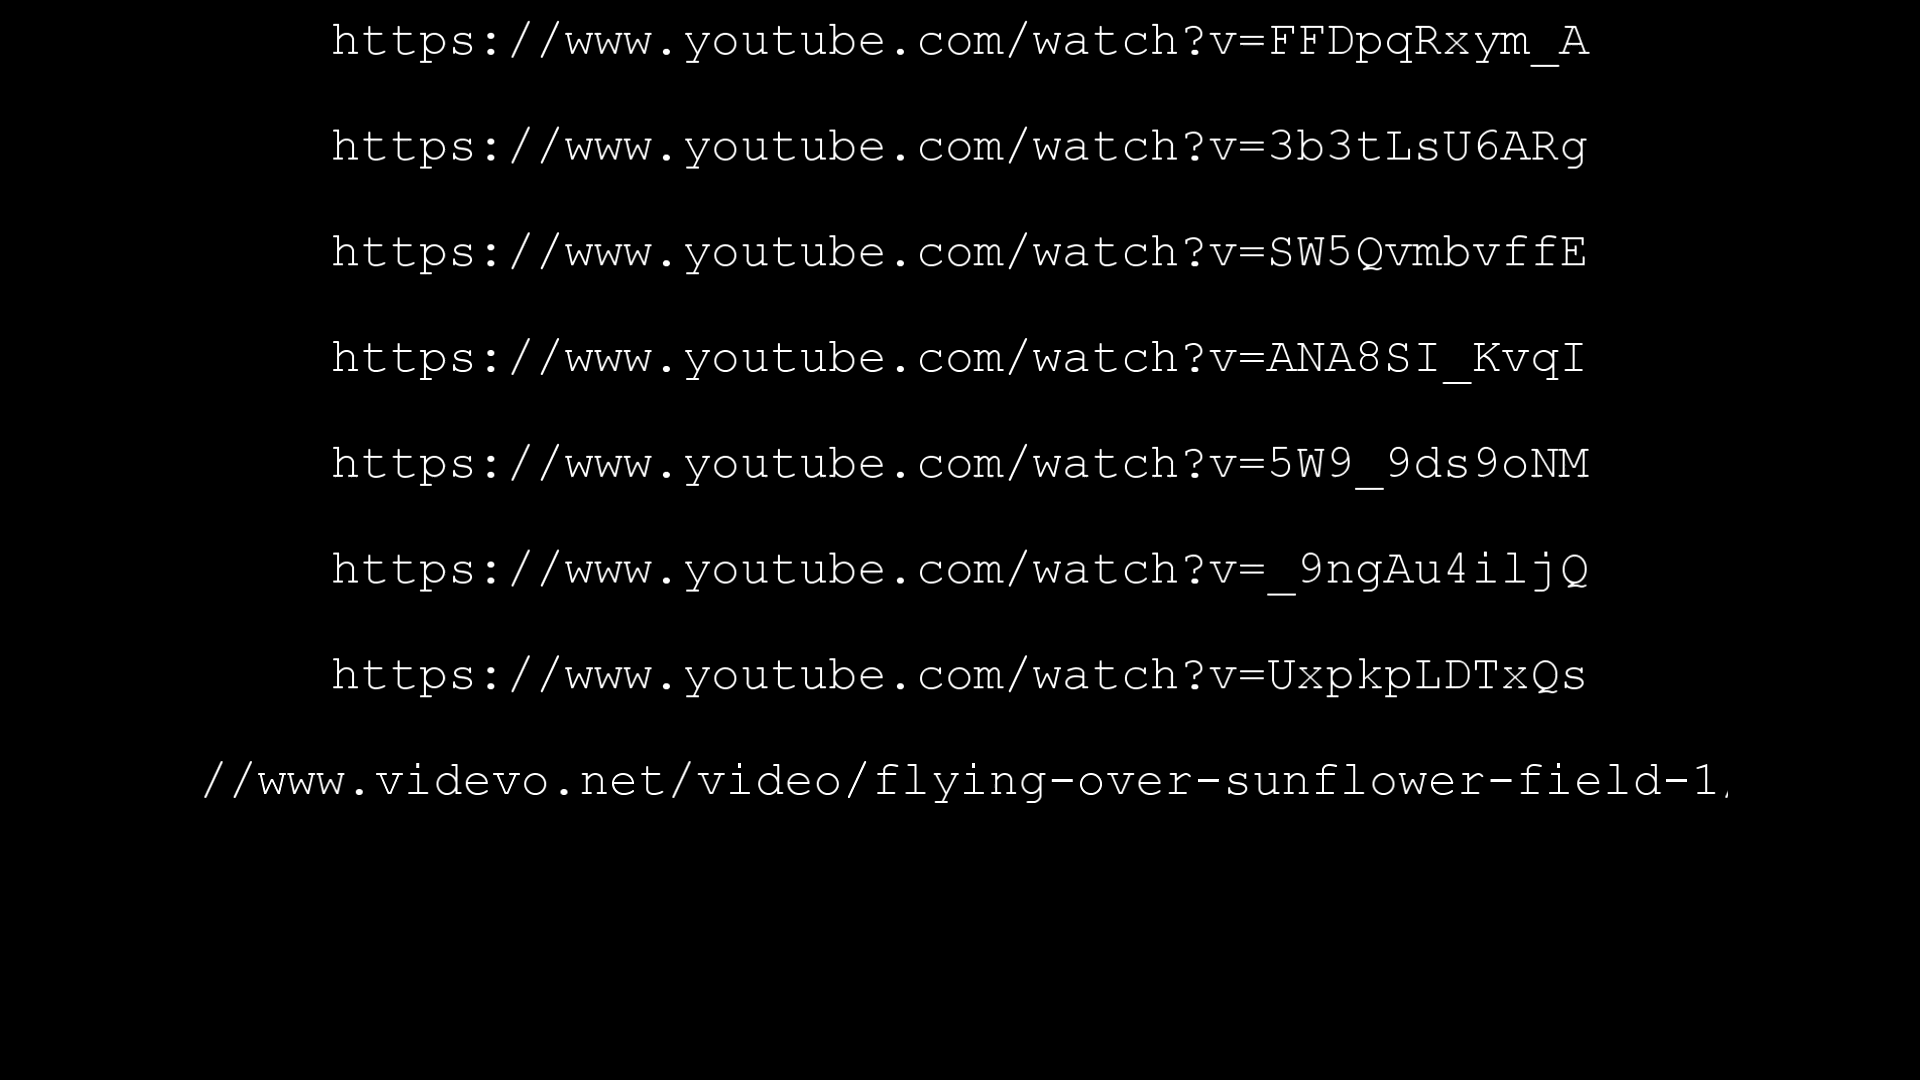 https://www.youtube.com/watch?v=FFDpqRxym_A
https://www.youtube.com/watch?v=3b3tLsU6ARg
https://www.youtube.com/watch?v=SW5QvmbvffE
https://www.youtube.com/watch?v=ANA8SI_KvqI
https://www.youtube.com/watch?v=5W9_9ds9oNM
https://www.youtube.com/watch?v=_9ngAu4iljQ
https://www.youtube.com/watch?v=UxpkpLDTxQs
//www.videvo.net/video/flying-over-sunflower-field-1/